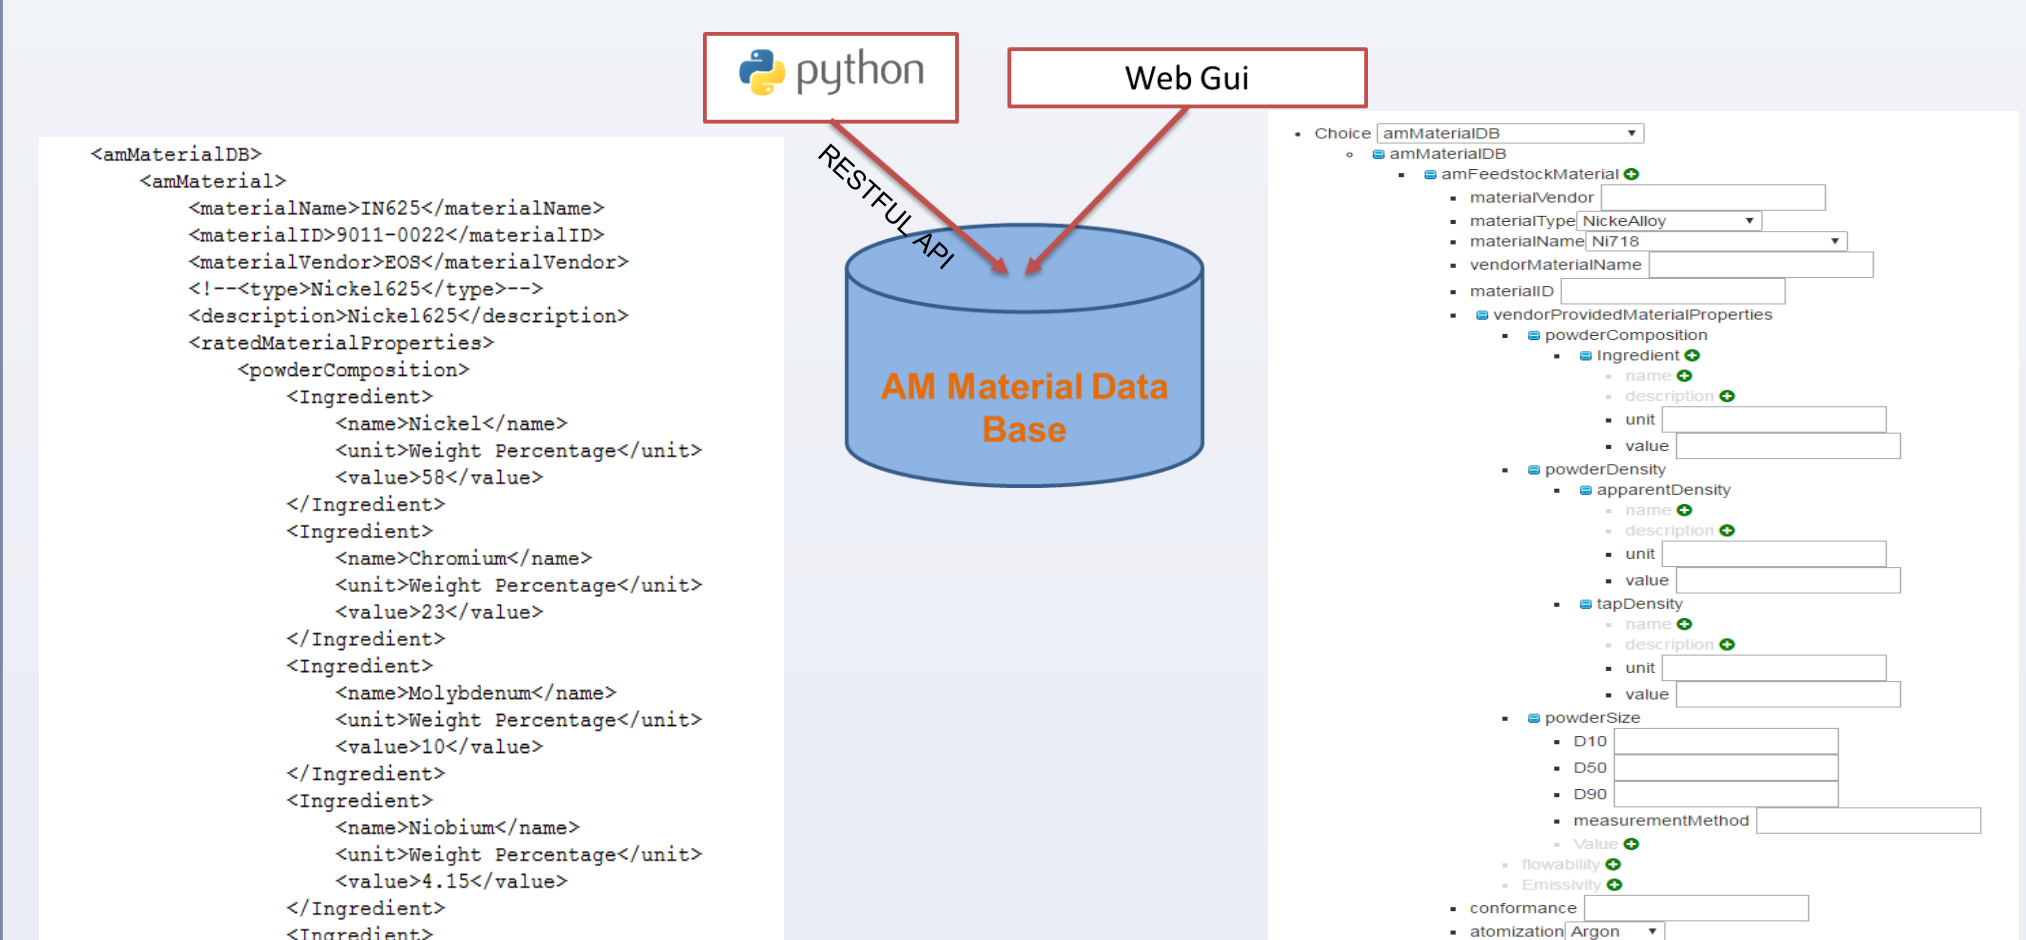 python
Web Gui
RESTFUL API
AM Material Data
Base
<amMaterialDB>
<amMaterial>
<materialName>IN625</materialName>
<materialID>9011-0022</materialID>
<materialVendor>EOS</materialVendor>
<!--<type>Nickel625</type>-->
<description>Nickel625</description>
<ratedMaterialProperties>
<powderComposition>
<Ingredient>
<name>Nickel</name>
<unit>Weight Percentage</unit>
<value>58</value>
</Ingredient>
<Ingredient>
<name>Chromium</name>
<unit>Weight Percentage</unit>
<value>23</value>
</Ingredient>
<Ingredient>
<name>Molybdenum</name>
<unit>Weight Percentage</unit>
<value>10</value>
</Ingredient>
<Ingredient>
<name>Niobium</name>
<unit>Weight Percentage</unit>
<value>4.15</value>
</Ingredient>
<Ingredient>
Choice amMaterialDB
amMaterialDB
amFeedstockMaterial
materialVendor
materialType NickeAlloy
materialName Ni718
vendorMaterialName
materialID
vendorProvidedMaterialProperties
powderComposition
Ingredient
name
description
unit
value
powderDensity
apparentDensity
name
description
unit
value
tapDensity
name
description
unit
value
powderSize
D10
D50
D90
measurementMethod
Value
flowability
Emissivity
conformance
atomization Argon